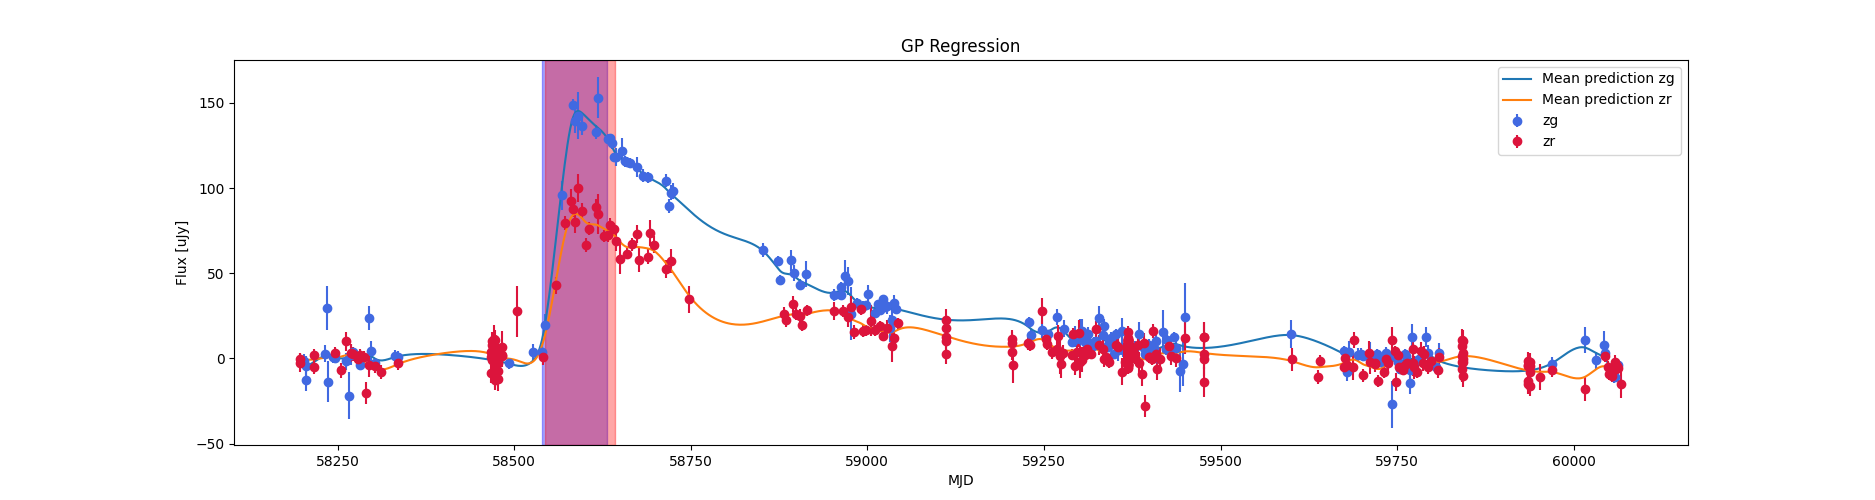 GP Regression
Mean prediction zg
Mean prediction zr
zg
zr
150
100
50
0
−50
Flux [uJy]
58250
58500
58750
59000
59250
59500
59750
60000
MJD